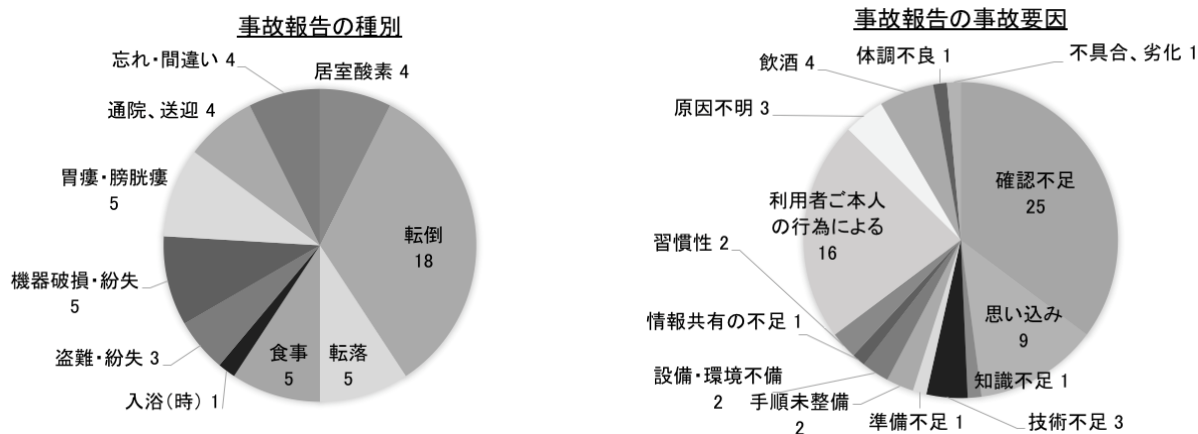 事故報告の種別
居室酸素 4
転倒
18
転落
5
食事
5
入浴(時) 1
盗難・紛失 3
機器破損・紛失
5
胃瘻・膀胱瘻
5
通院、送迎 4
忘れ・間違い 4
事故報告の事故要因
確認不足
25
思い込み
9
知識不足 1
技術不足 3
準備不足 1
手順未整備
2
設備・環境不備
2
情報共有の不足 1
習慣性 2
利用者ご本人
の行為による
16
原因不明 3
飲酒 4
体調不良 1
不具合、劣化 1